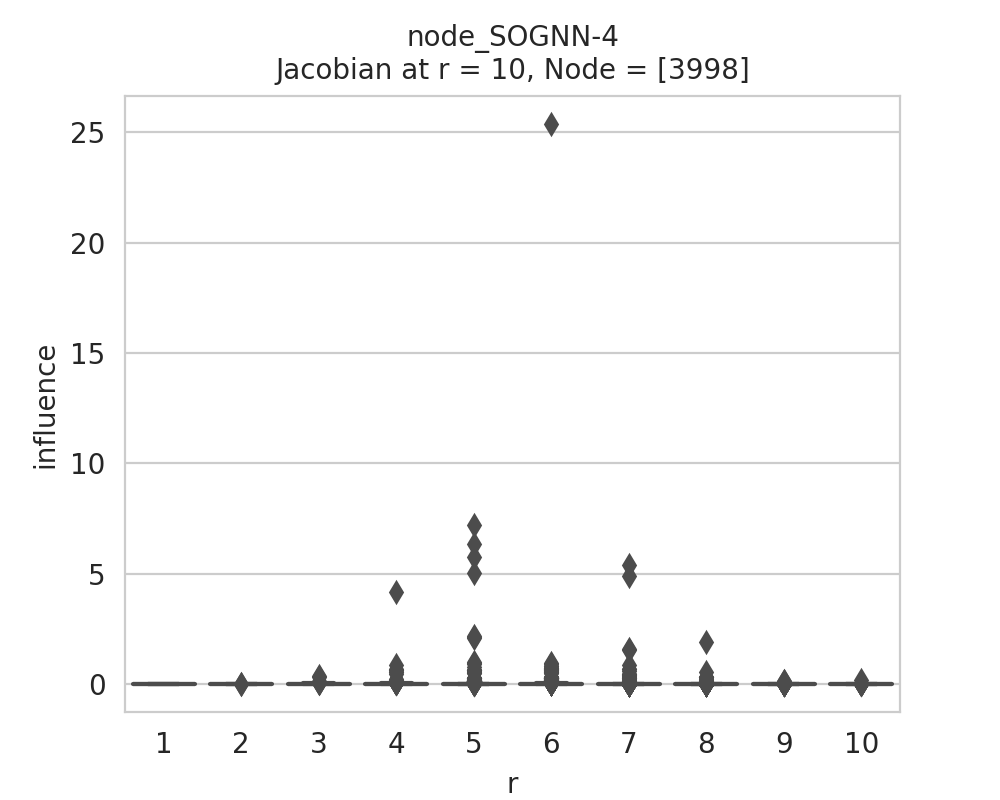 node_SOGNN-4
Jacobian at r = 10, Node = [3998]
25
20
15
10
5
0
influence
1 2 3 4 5 6 7 8 9 10
r